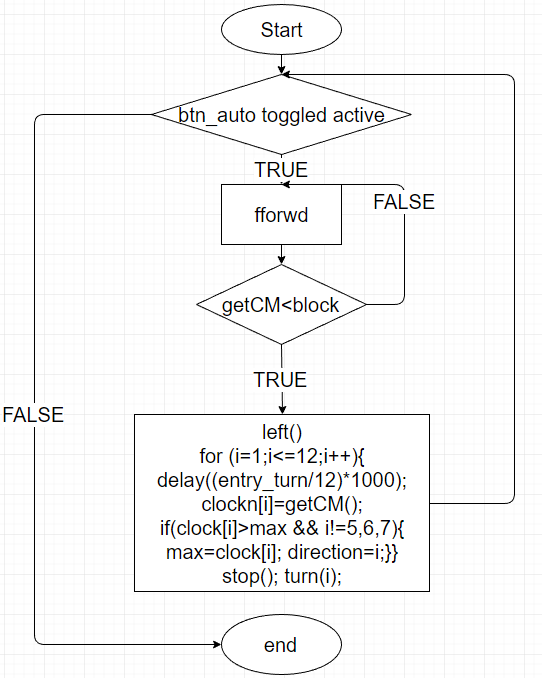 Start
btn_auto toggled active
TRUE
fforwd
FALSE
getCM<block
TRUE
FALSE
left()
for (i=1;i<=12;i++){
delay((entry_turn/12)*1000);
clockn[i]=getCM();
if(clock[i]>max && i!=5,6,7){
max=clock[i]; direction=i;}}
stop(); turn(i);
end